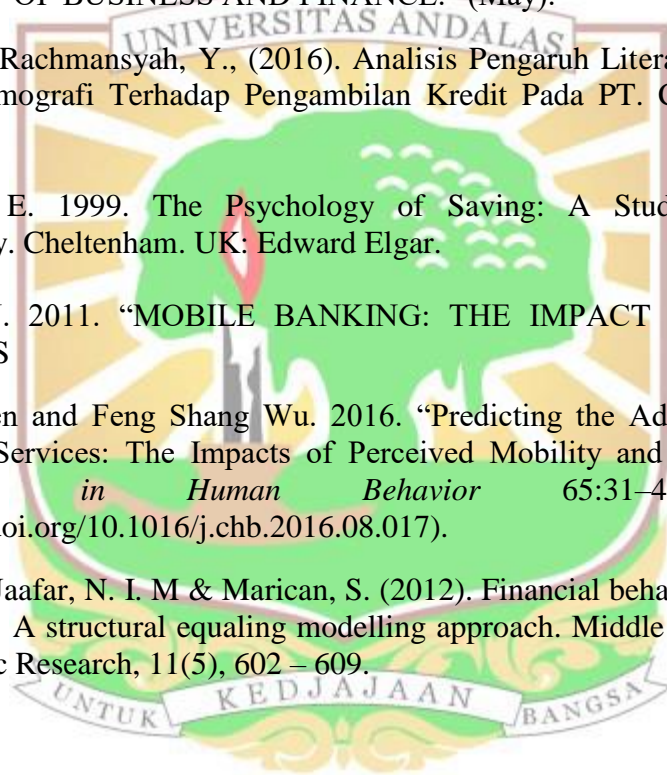 OF BUSINESS AND FINANCE.” (May).
UNIVERSITAS ANDALAS
Rachmansyah, Y., (2016). Analisis Pengaruh Litera
mografi Terhadap Pengambilan Kredit Pada PT.
E. 1999. The Psychology of Saving: A Stud
y. Cheltenham. UK: Edward Elgar.
. 2011. “MOBILE BANKING: THE IMPACT
S
en and Feng Shang Wu. 2016. “Predicting the Ad
Services: The Impacts of Perceived Mobility and
in Human Behavior 65:31–4
doi.org/10.1016/j.chb.2016.08.017).
Jaafar, N. I. M & Marican, S. (2012). Financial beha
A structural equaling modelling approach. Middle
c Research, 11(5), 602 – 609.
UNTUK KEDJAJAAN BANGSA